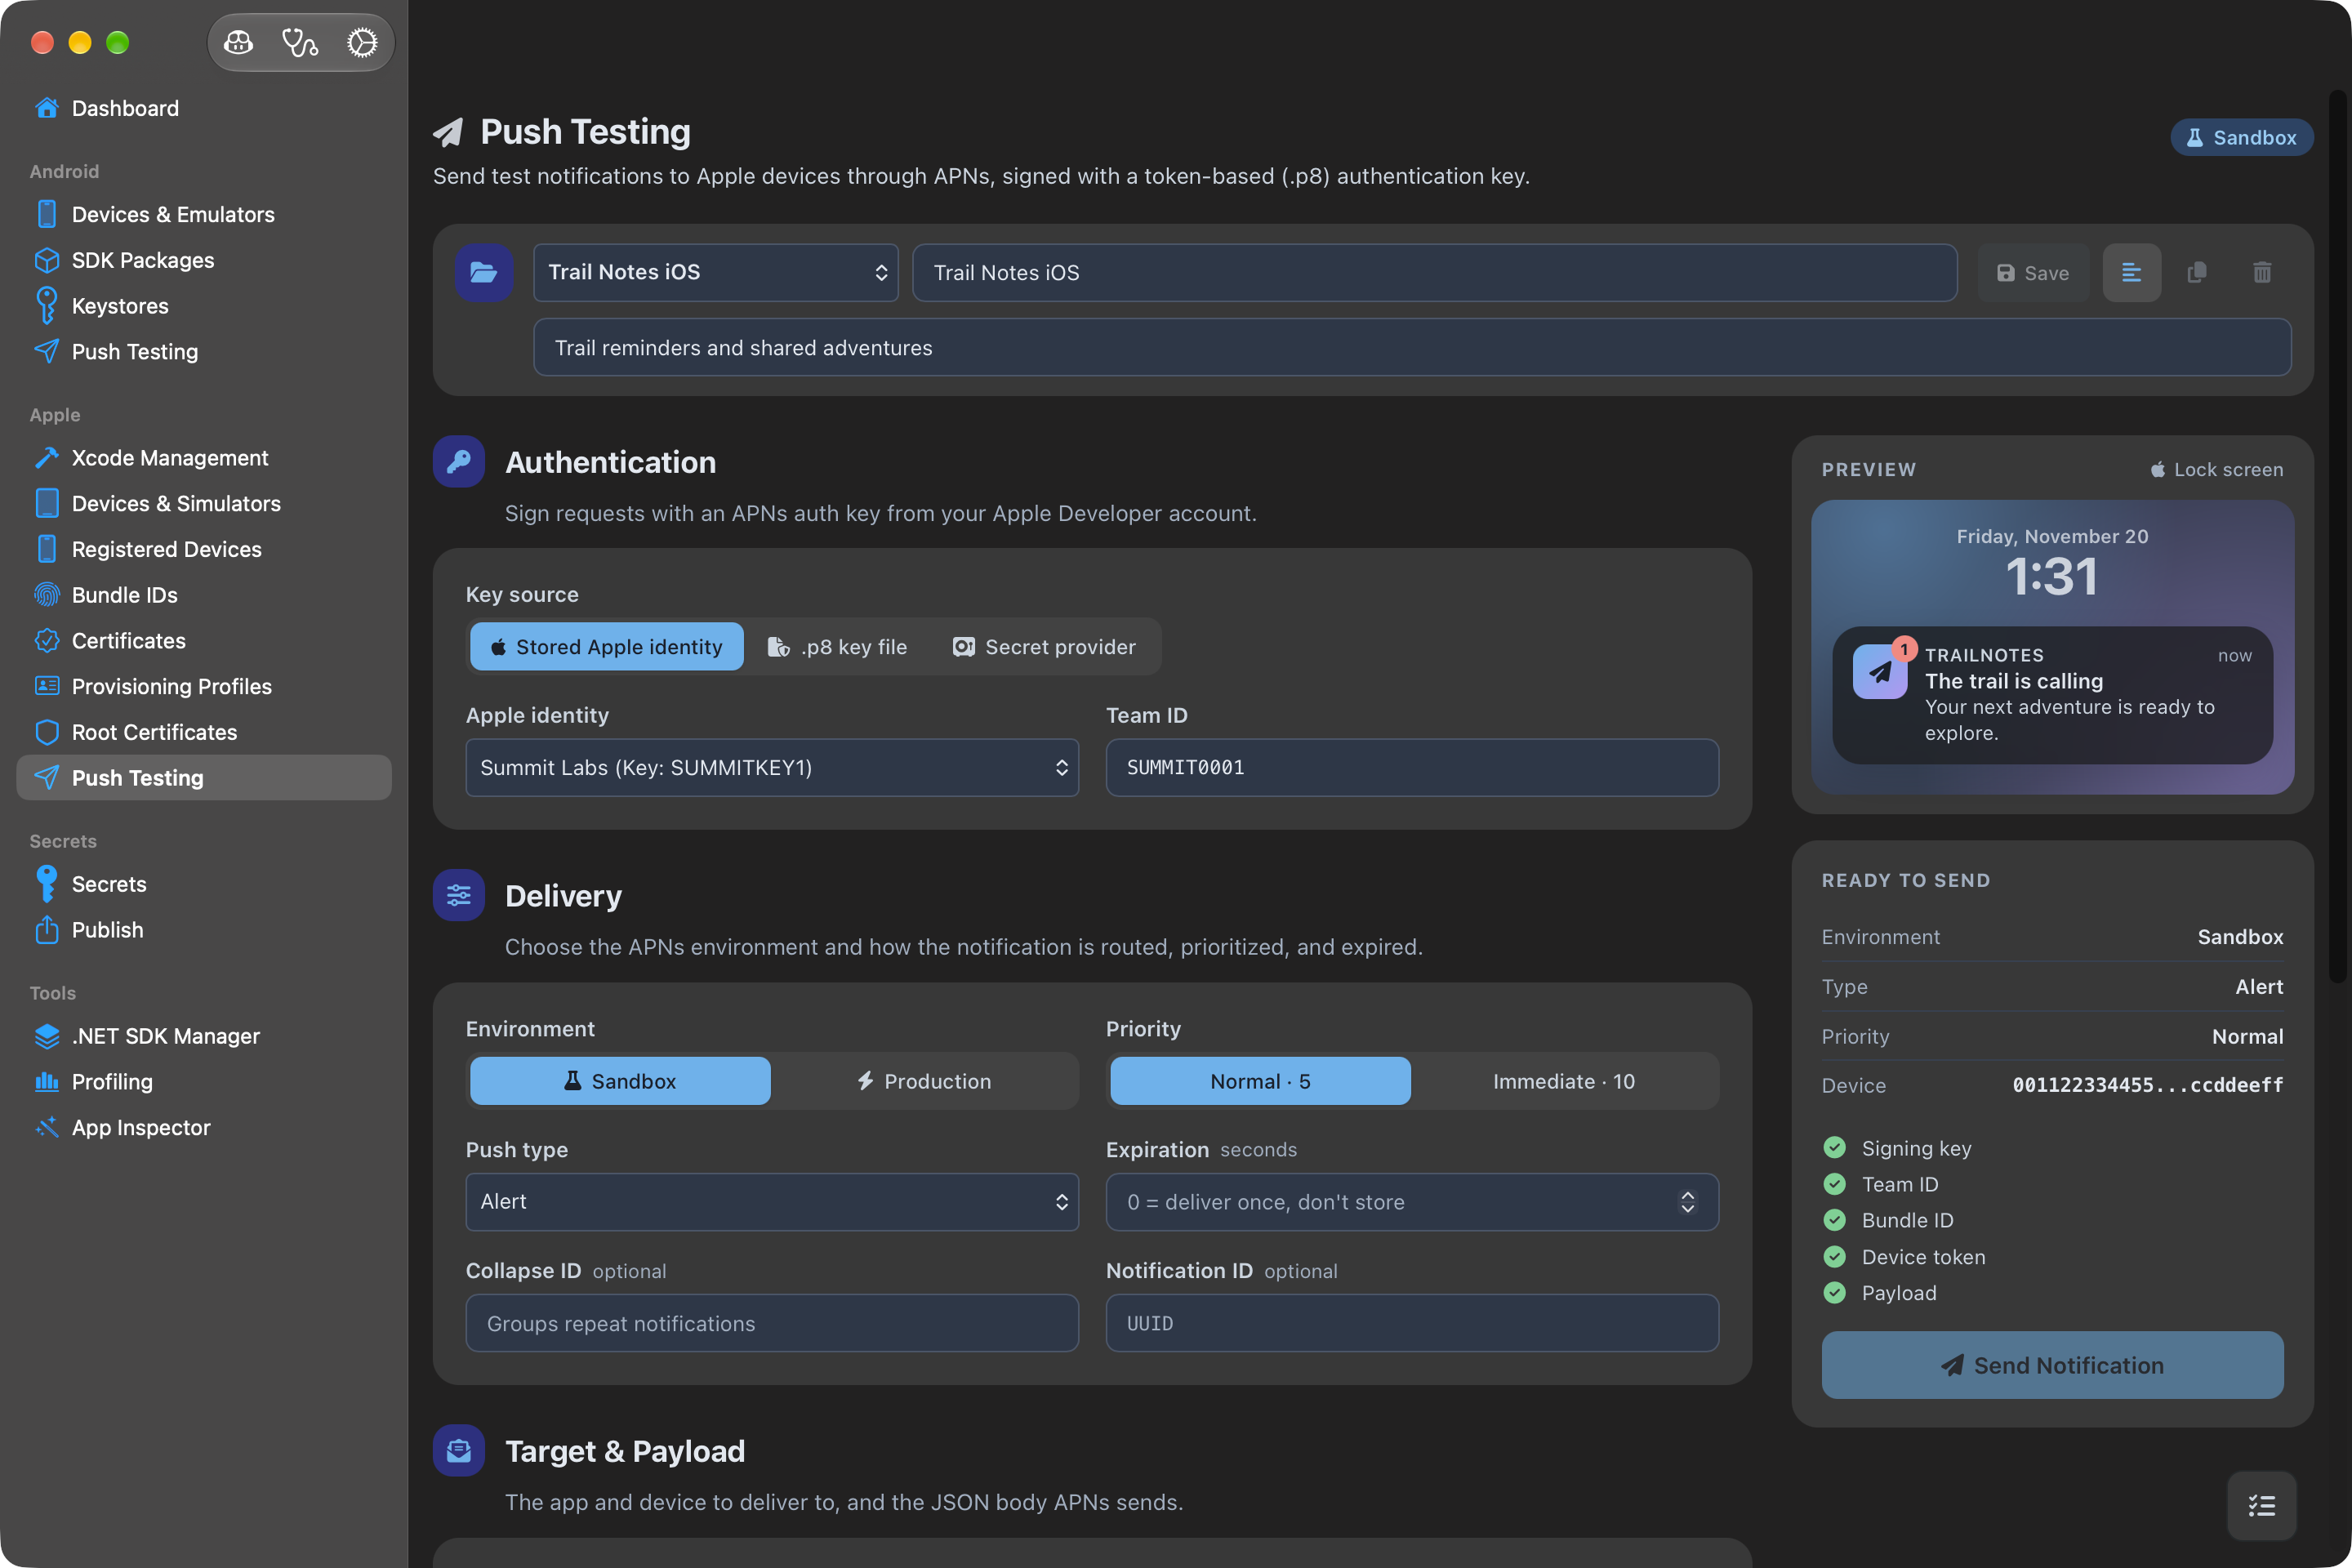 Dashboard
Android
Devices & Emulators
SDK Packages
Keystores
Push Testing
Apple
Xcode Management
Devices & Simulators
Registered Devices
Bundle IDs
Certificates
Provisioning Profiles
Root Certificates
Push Testing
Secrets
Secrets
Publish
Tools
.NET SDK Manager
Profiling
App Inspector
Push Testing
Sandbox
Send test notifications to Apple devices through APNs, signed with a token-based (.p8) authentication key.
Trail Notes iOS
Trail Notes iOS
Save
Trail reminders and shared adventures
Authentication
Sign requests with an APNs auth key from your Apple Developer account.
Key source
Stored Apple identity
.p8 key file
Secret provider
Apple identity
Team ID
Summit Labs (Key: SUMMITKEY1)
SUMMIT0001
Delivery
Choose the APNs environment and how the notification is routed, prioritized, and expired.
Environment
Priority
Sandbox
Production
Normal · 5
Immediate · 10
Push type
Expiration seconds
Alert
0 = deliver once, don't store
Collapse ID optional
Notification ID optional
Groups repeat notifications
UUID
Target & Payload
The app and device to deliver to, and the JSON body APNs sends.
PREVIEW
Lock screen
Friday, November 20
1:31
1
TRAILNOTES
now
The trail is calling
Your next adventure is ready to
explore.
READY TO SEND
Environment Sandbox
Type Alert
Priority Normal
Device 001122334455...ccddeeff
Signing key
Team ID
Bundle ID
Device token
Payload
Send Notification